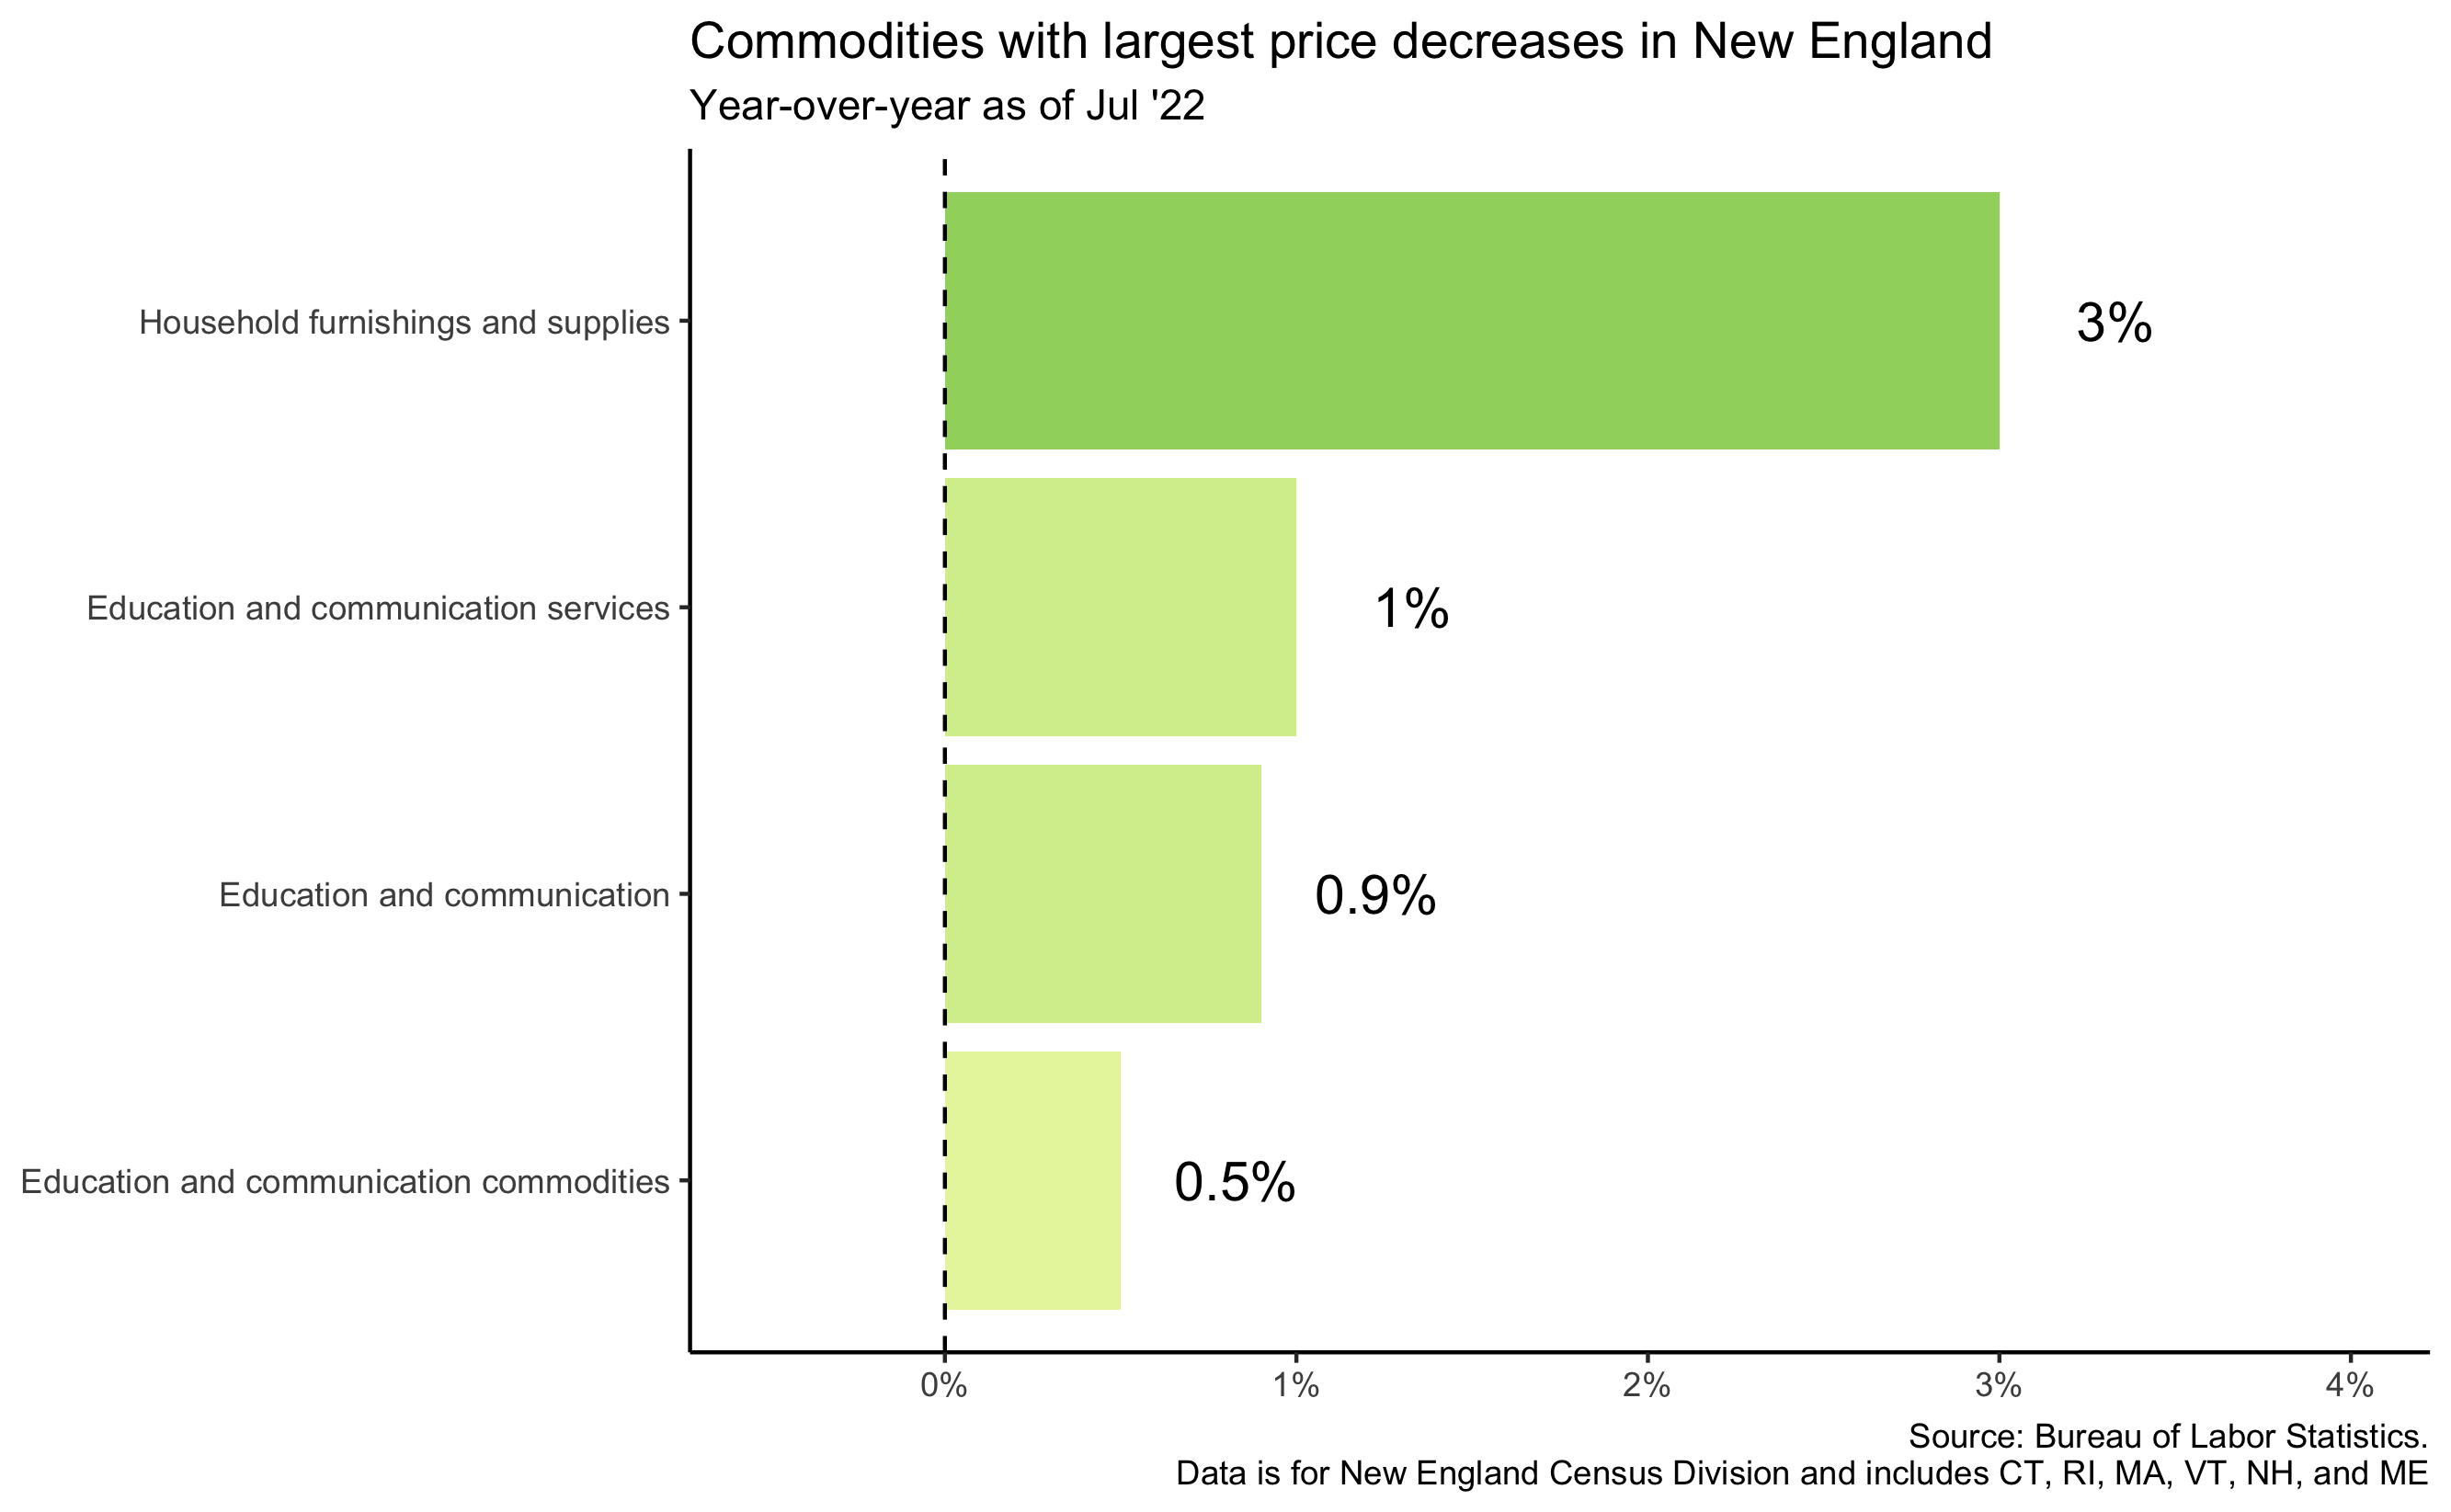 Commodities with largest price decreases in New England
Year-over-year as of Jul '22
Household furnishings and supplies
3%
Education and communication services
1%
Education and communication
0.9%
Education and communication commodities
0.5%
0% 1% 2% 3% 4%
Source: Bureau of Labor Statistics.
Data is for New England Census Division and includes CT, RI, MA, VT, NH, and ME